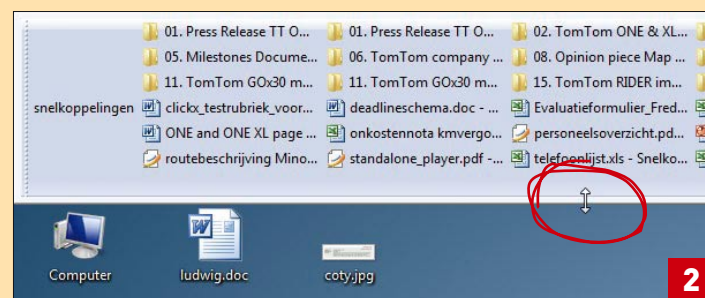 01. Press Release TT O... 01. Press Release TT O... 02. TomTom ONE & XL...
05. Milestones Docume... 06. TomTom company ... 08. Opinion piece Map ...
11. TomTom GOx30 m... 11. TomTom GOx30 m... 15. TomTom RIDER im...
snelkoppelingen clickx_testrubriek_voor... deadlineschema.doc - ... Evaluatieformulier_Fred...
ONE and ONE XL page ... onkostennota kmvergo... personeelsoverzicht.pd...
routebeschrijving Mino... standalone_player.pdf -... telefoonlijst.xls - Snelko...
Computer ludwig.doc coty.jpg
2